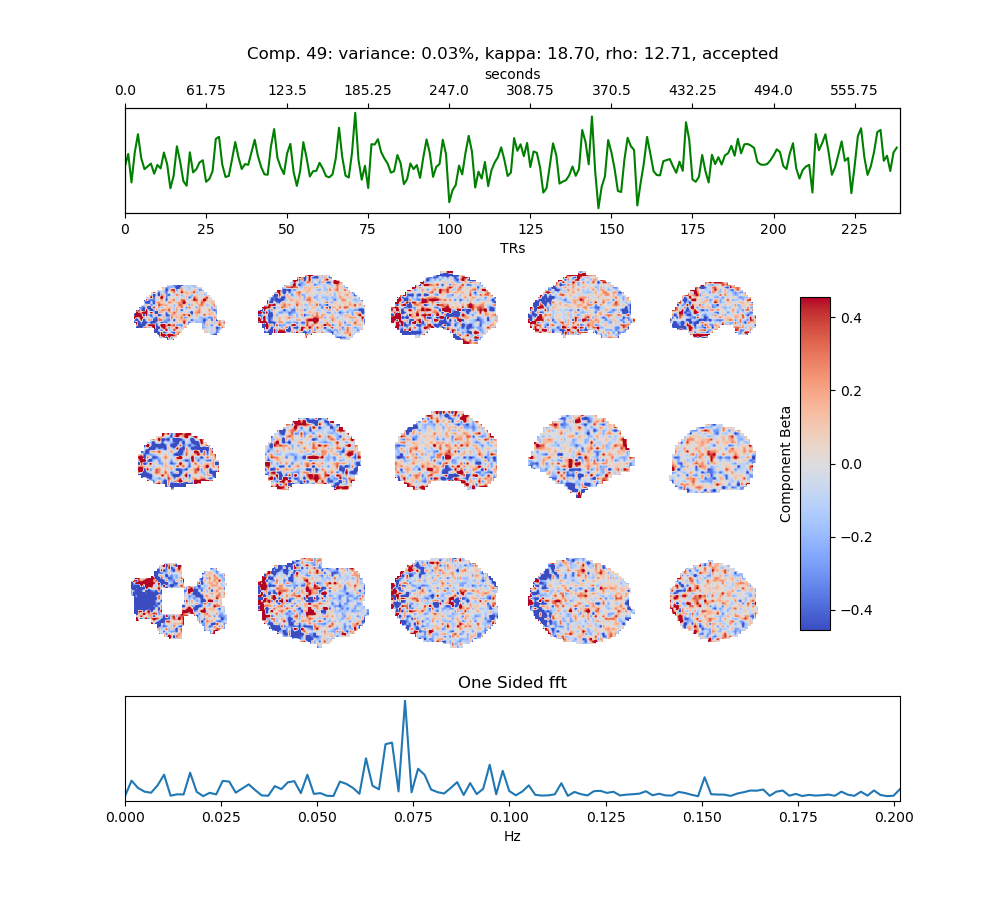 Comp. 49: variance: 0.03%, kappa: 18.70, rho: 12.71, accepted
seconds
0.0 61.75 123.5 185.25 247.0 308.75 370.5 432.25 494.0 555.75
0 25 50 75 100 125 150 175 200 225
TRs
Component Beta
0.4
0.2
0.0
−0.2
−0.4
One Sided fft
0.000 0.025 0.050 0.075 0.100 0.125 0.150 0.175 0.200
Hz